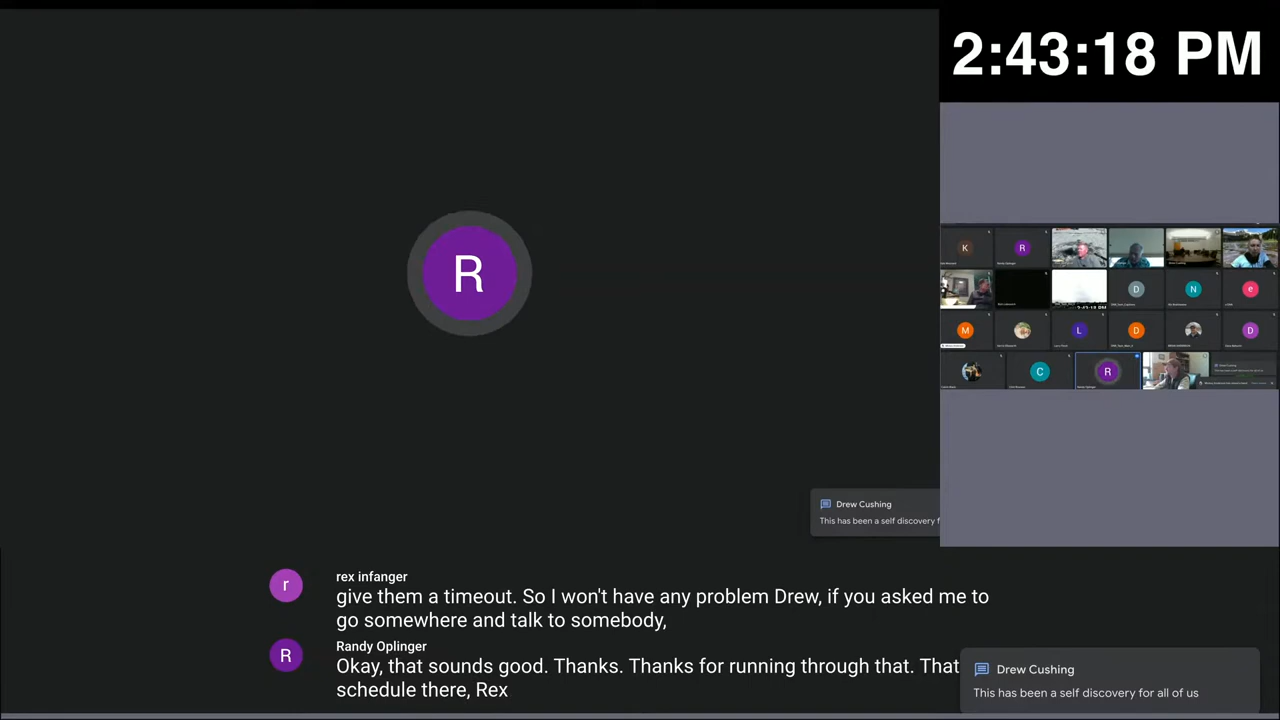 2:43:18 PM
R
K
R
D
N
e
M
L
D
D
C
R
Drew Cushing
This has been a self discovery f
rex infanger
r
give them a timeout. So I won't have any problem Drew, if you asked me to
go somewhere and talk to somebody,
Randy Oplinger
R
Okay, that sounds good. Thanks. Thanks for running through that. That
schedule there, Rex
Drew Cushing
This has been a self discovery for all of us